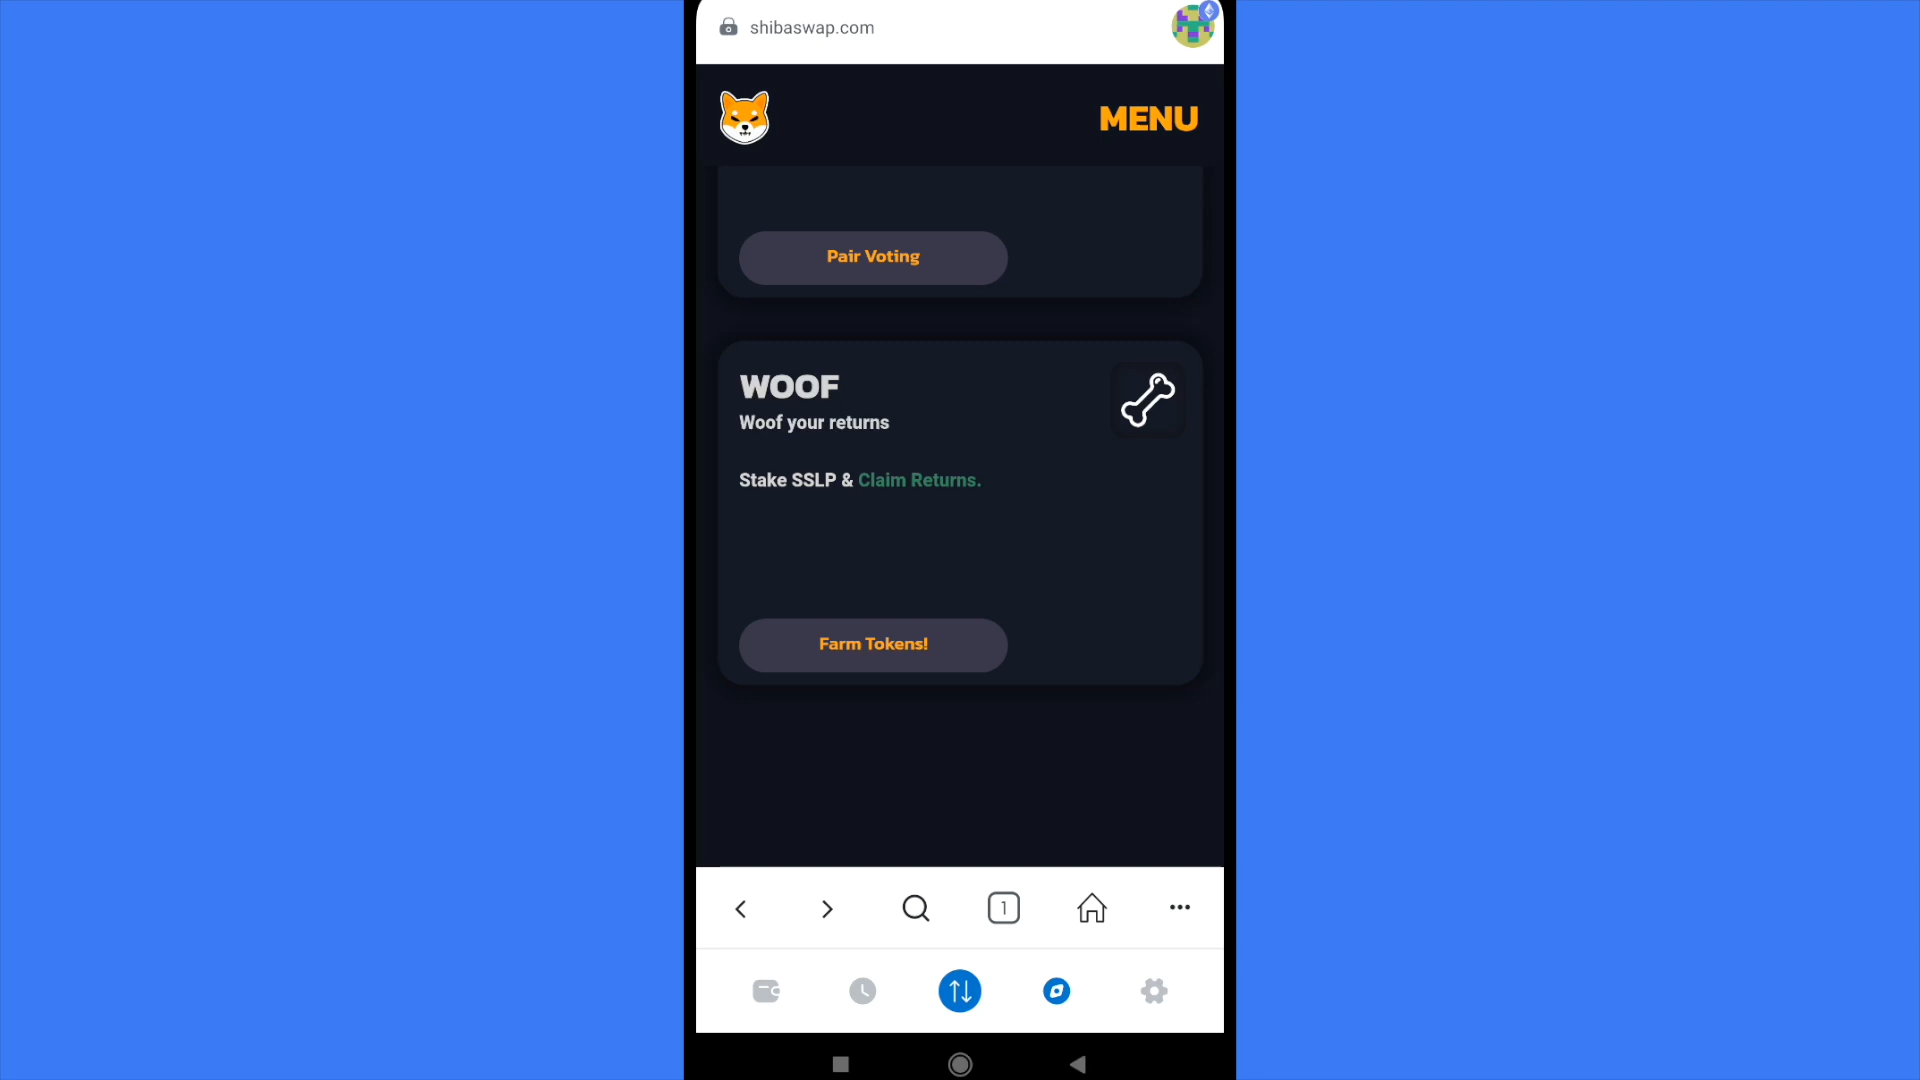 shibaswap.com
MENU
Pair Voting
WOOF
Woof your returns
Stake SSLP & Claim Returns.
Farm Tokens!
1